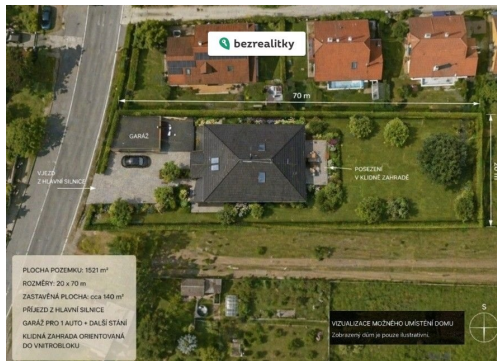 bezrealitky
70 m
GARÁŽ
VJEZD
Z HLAVNÍ SILNICE
POSEZENÍ
V KLIDNÉ ZAHRADĚ
PLOCHA POZEMKU: 1521 m²
ROZMĚRY: 20 x 70 m
ZASTAVĚNÁ PLOCHA: cca 140 m²
PŘÍJEZD Z HLAVNÍ SILNICE
GARÁŽ PRO 1 AUTO + DALŠÍ STÁNÍ
KLIDNÁ ZAHRADA ORIENTOVANÁ
DO VNITROBLOKU
VIZUALIZACE MOŽNÉHO UMÍSTĚNÍ DOMU
Zobrazený dům je pouze ilustrativní.
S